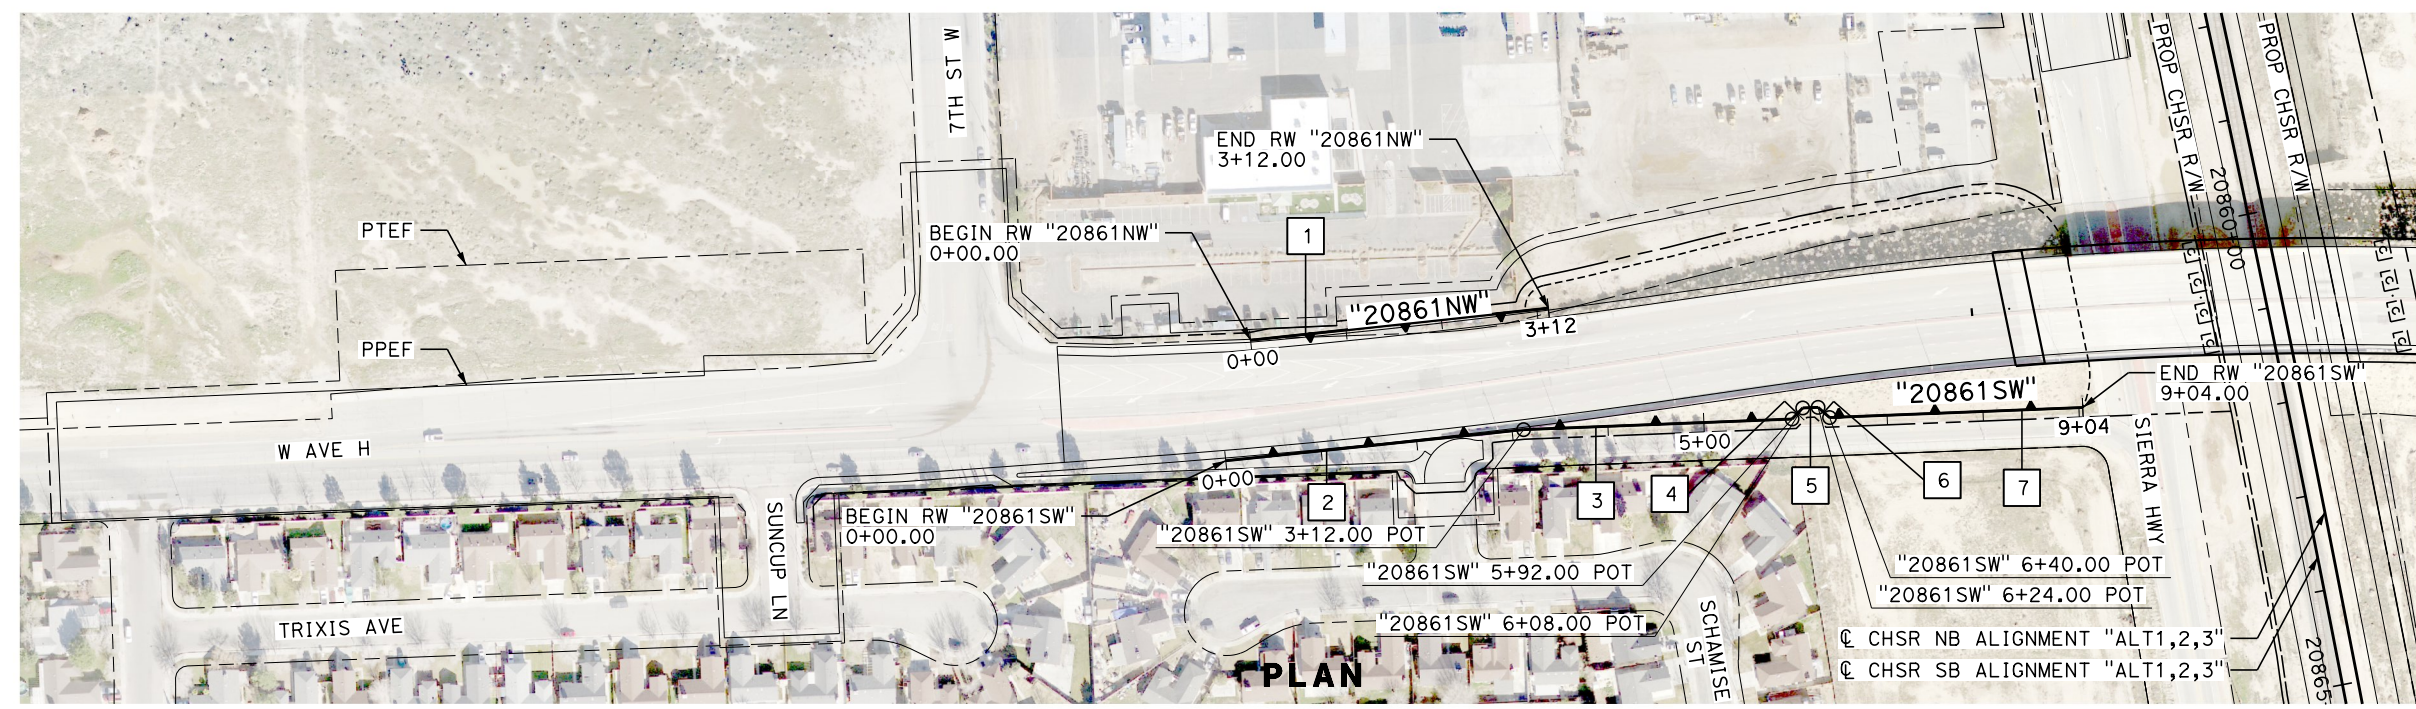 7TH ST W
PROP CHSR R/W
PROP CHSR R/W
END RW "20861NW"
3+12.00
20860+00
PTEF
BEGIN RW "20861NW"
0+00.00
1
"20861NW"
3+12
0+00
PPEF
END RW "20861SW"
9+04.00
"20861SW"
9+04
5+00
W AVE H
0+00
SIERRA HWY
2
3
4
5
6
7
SUNCUP LN
BEGIN RW "20861SW"
0+00.00
"20861SW" 3+12.00 POT
"20861SW" 5+92.00 POT
"20861SW" 6+40.00 POT
"20861SW" 6+24.00 POT
"20861SW" 6+08.00 POT
TRIXIS AVE
SCHAMISE
ST
℄ CHSR NB ALIGNMENT "ALT1,2,3"
℄ CHSR SB ALIGNMENT "ALT1,2,3"
20865
PLAN